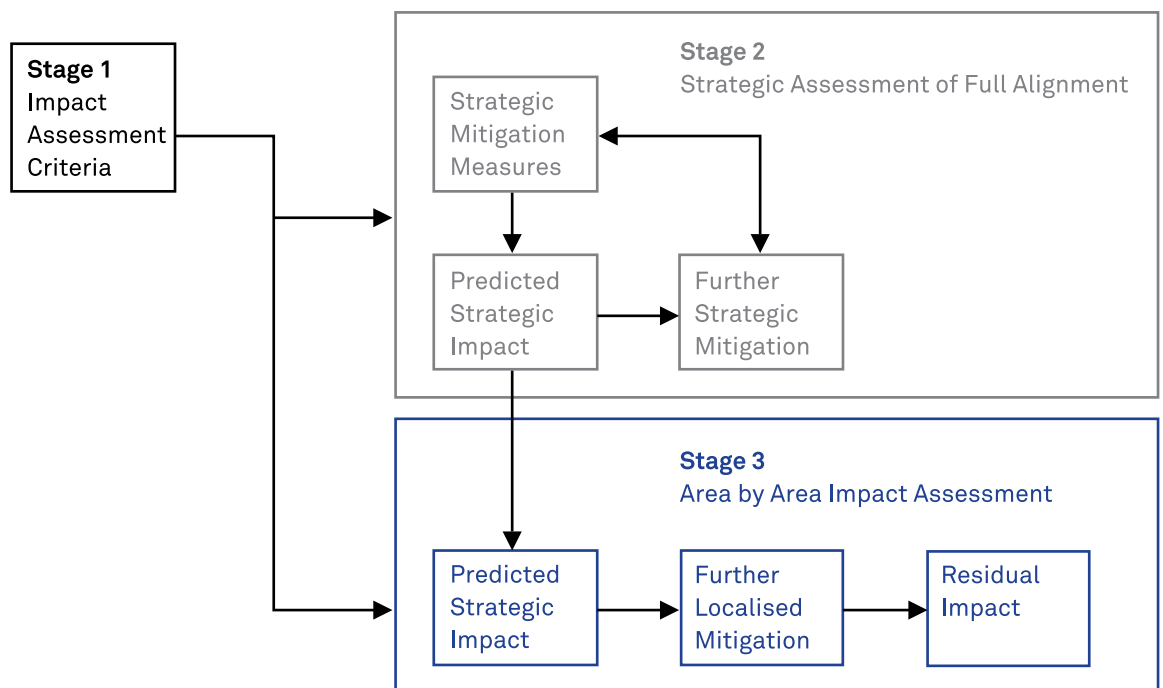 Stage 1
Impact
Assessment
Criteria
Stage 2
Strategic Assessment of Full Alignment
Strategic
Mitigation
Measures
Predicted
Strategic
Impact
Further
Strategic
Mitigation
Stage 3
Area by Area Impact Assessment
Predicted
Strategic
Impact
Further
Localised
Mitigation
Residual
Impact